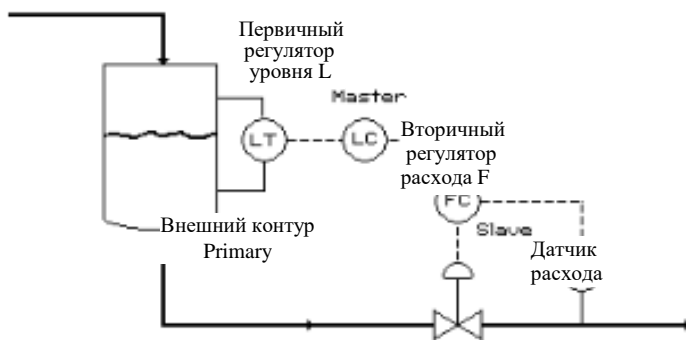 Первичный
регулятор
уровня L
Master
LT
LC
Вторичный
регулятор
расхода F
FC
Slave
Внешний контур
Primary
Датчик
расхода